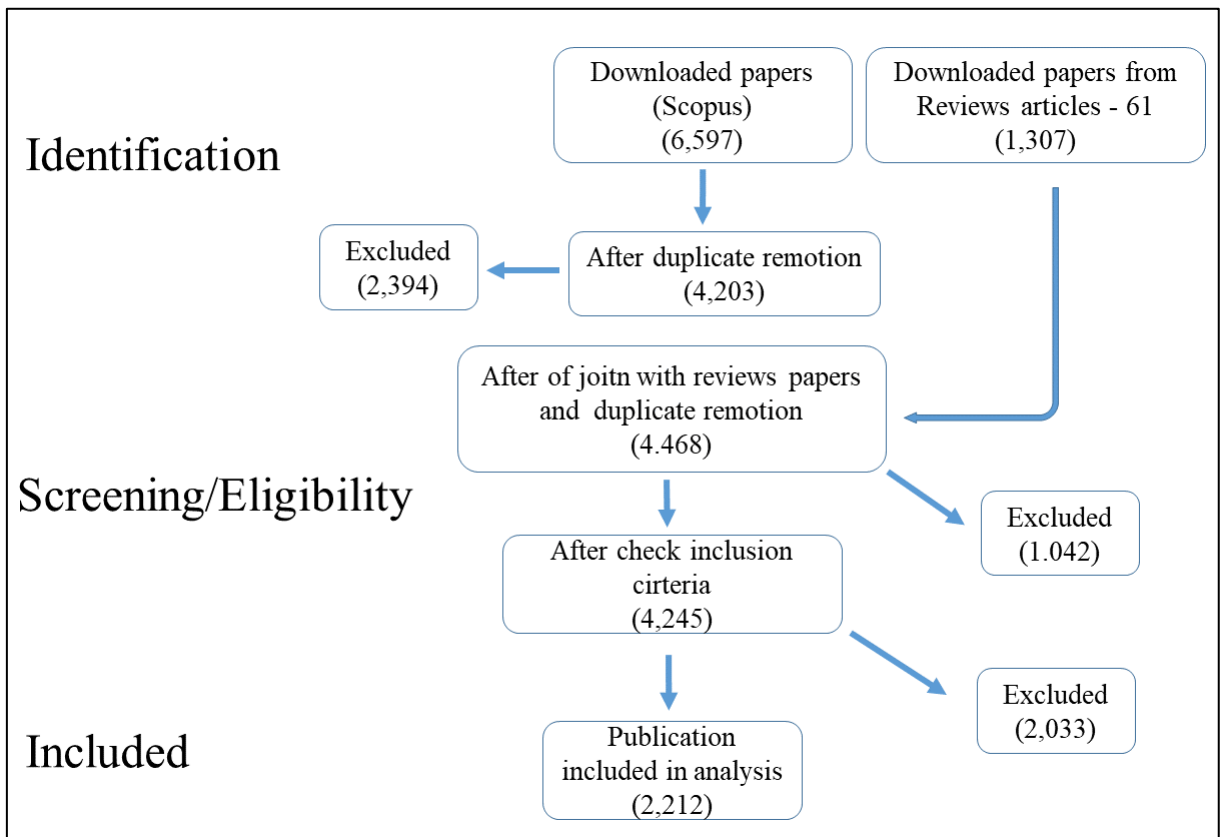 Identification
Downloaded papers
(Scopus)
(6,597)
Downloaded papers from
Reviews articles - 61
(1,307)
Excluded
(2,394)
After duplicate remotion
(4,203)
After of joitn with reviews papers
and duplicate remotion
(4.468)
Screening/Eligibility
Excluded
(1.042)
After check inclusion
cirteria
(4,245)
Excluded
(2,033)
Included
Publication
included in analysis
(2,212)